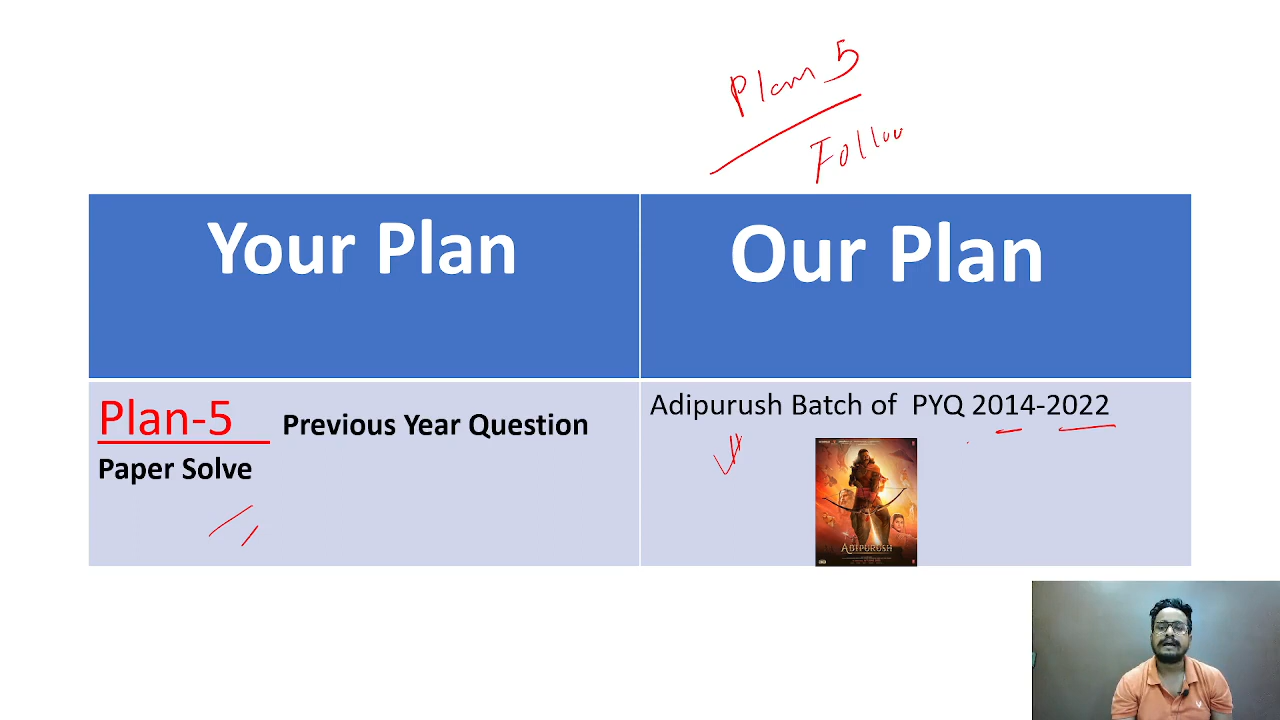 Plan 5
Follow
Your Plan
Our Plan
Plan-5 Previous Year Question
Paper Solve
Adipurush Batch of PYQ 2014-2022
ADIPURUSH